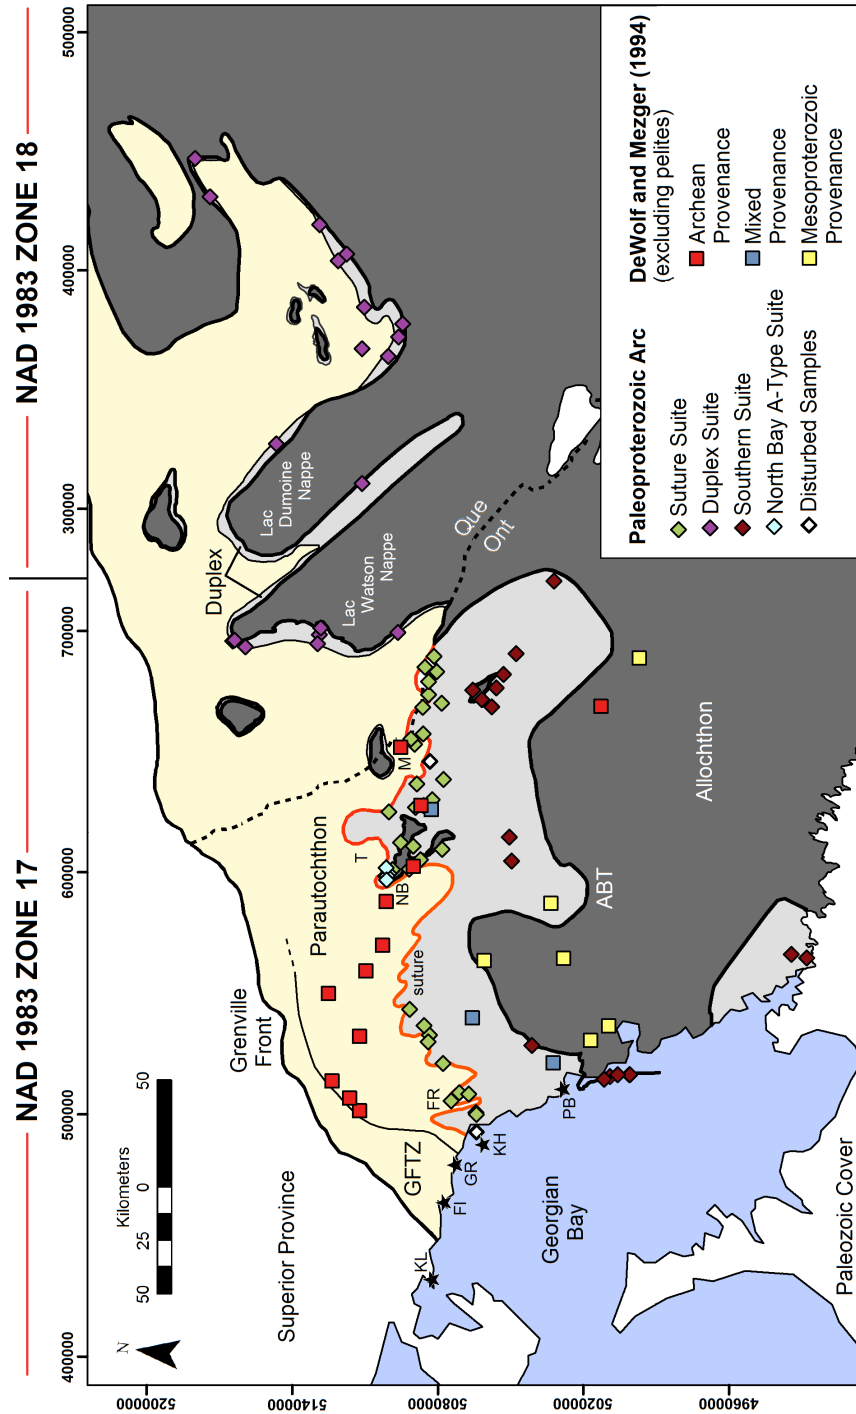 NAD 1983 ZONE 17
NAD 1983 ZONE 18
400000
500000
600000
700000
300000
400000
500000
5200000
5140000
5080000
5020000
4960000
N
Kilometers
50
25
0
50
Superior Province
Grenville
Front
GFTZ
Parautochthon
Duplex
Lac
Watson
Nappe
Lac
Dumoine
Nappe
Que
Ont
suture
KL
FI
GR
KH
FR
NB
T
M
PB
Georgian
Bay
ABT
Allochthon
Paleozoic Cover
Paleoproterozoic Arc
Suture Suite
Duplex Suite
Southern Suite
North Bay A-Type Suite
Disturbed Samples
DeWolf and Mezger (1994)
(excluding pelites)
Archean
Provenance
Mixed
Provenance
Mesoproterozoic
Provenance